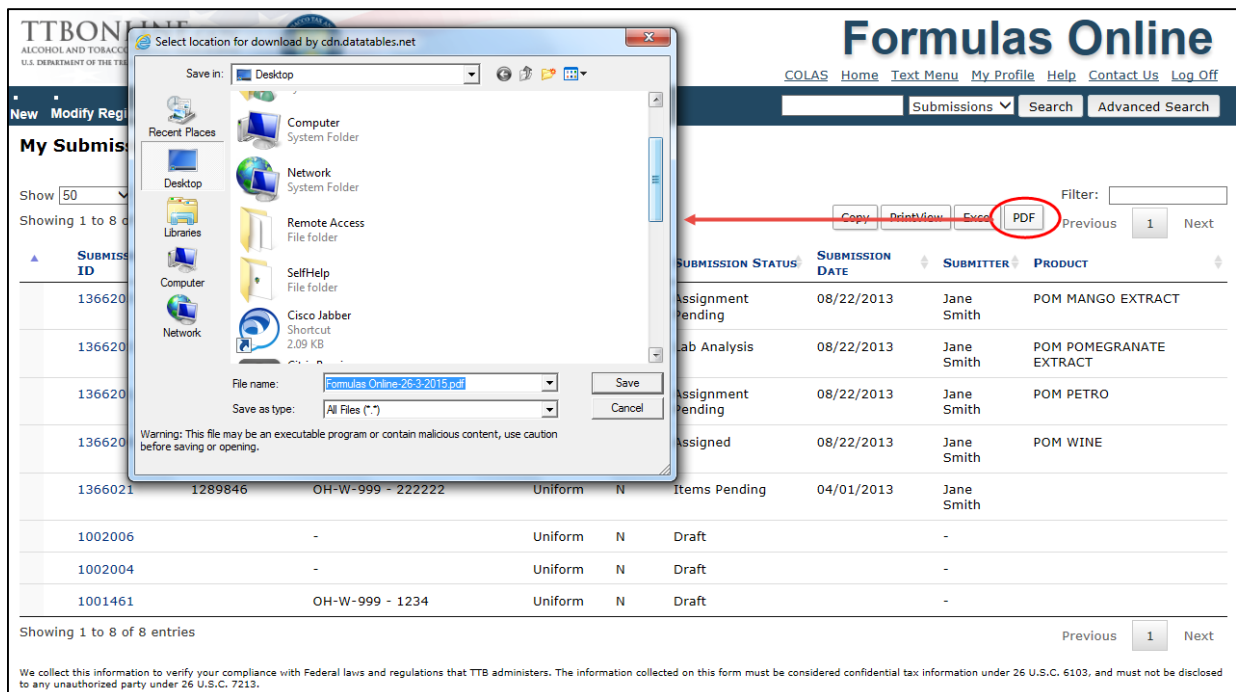 TTBONLINE
Formulas Online
ALCOHOL AND TOBACCO
U.S. DEPARTMENT OF THE
COLAS Home Text Menu My Profile Help Contact Us Log Off
New Modify Regi
Submissions Search Advanced Search
My Submis
Show 50
Filter:
Showing 1 to 8 o
Copy PrintView Excel PDF
Previous 1 Next
SUBMISS
ID
SUBMISSION STATUS
SUBMISSION
DATE
SUBMITTER
PRODUCT
136620
Assignment
Pending
08/22/2013
Jane
Smith
POM MANGO EXTRACT
136620
Lab Analysis
08/22/2013
Jane
Smith
POM POMEGRANATE
EXTRACT
136620
Assignment
Pending
08/22/2013
Jane
Smith
POM PETRO
136620
Assigned
08/22/2013
Jane
Smith
POM WINE
1366021 1289846 OH-W-999 - 222222 Uniform N Items Pending 04/01/2013 Jane
Smith
1002006 - Uniform N Draft -
1002004 - Uniform N Draft -
1001461 OH-W-999 - 1234 Uniform N Draft -
Showing 1 to 8 of 8 entries
Previous 1 Next
We collect this information to verify your compliance with Federal laws and regulations that TTB administers. The information collected on this form must be considered confidential tax information under 26 U.S.C. 6103, and must not be disclosed
to any unauthorized party under 26 U.S.C. 7213.
Select location for download by cdn.datatables.net
Save in: Desktop
Recent Places
Desktop
Libraries
Computer
Network
Computer
System Folder
Network
System Folder
Remote Access
File folder
SelfHelp
File folder
Cisco Jabber
Shortcut
2.09 KB
File name: Formulas Online-26-3-2015.pdf Save
Save as type: All Files (*.*) Cancel
Warning: This file may be an executable program or contain malicious content, use caution
before saving or opening.